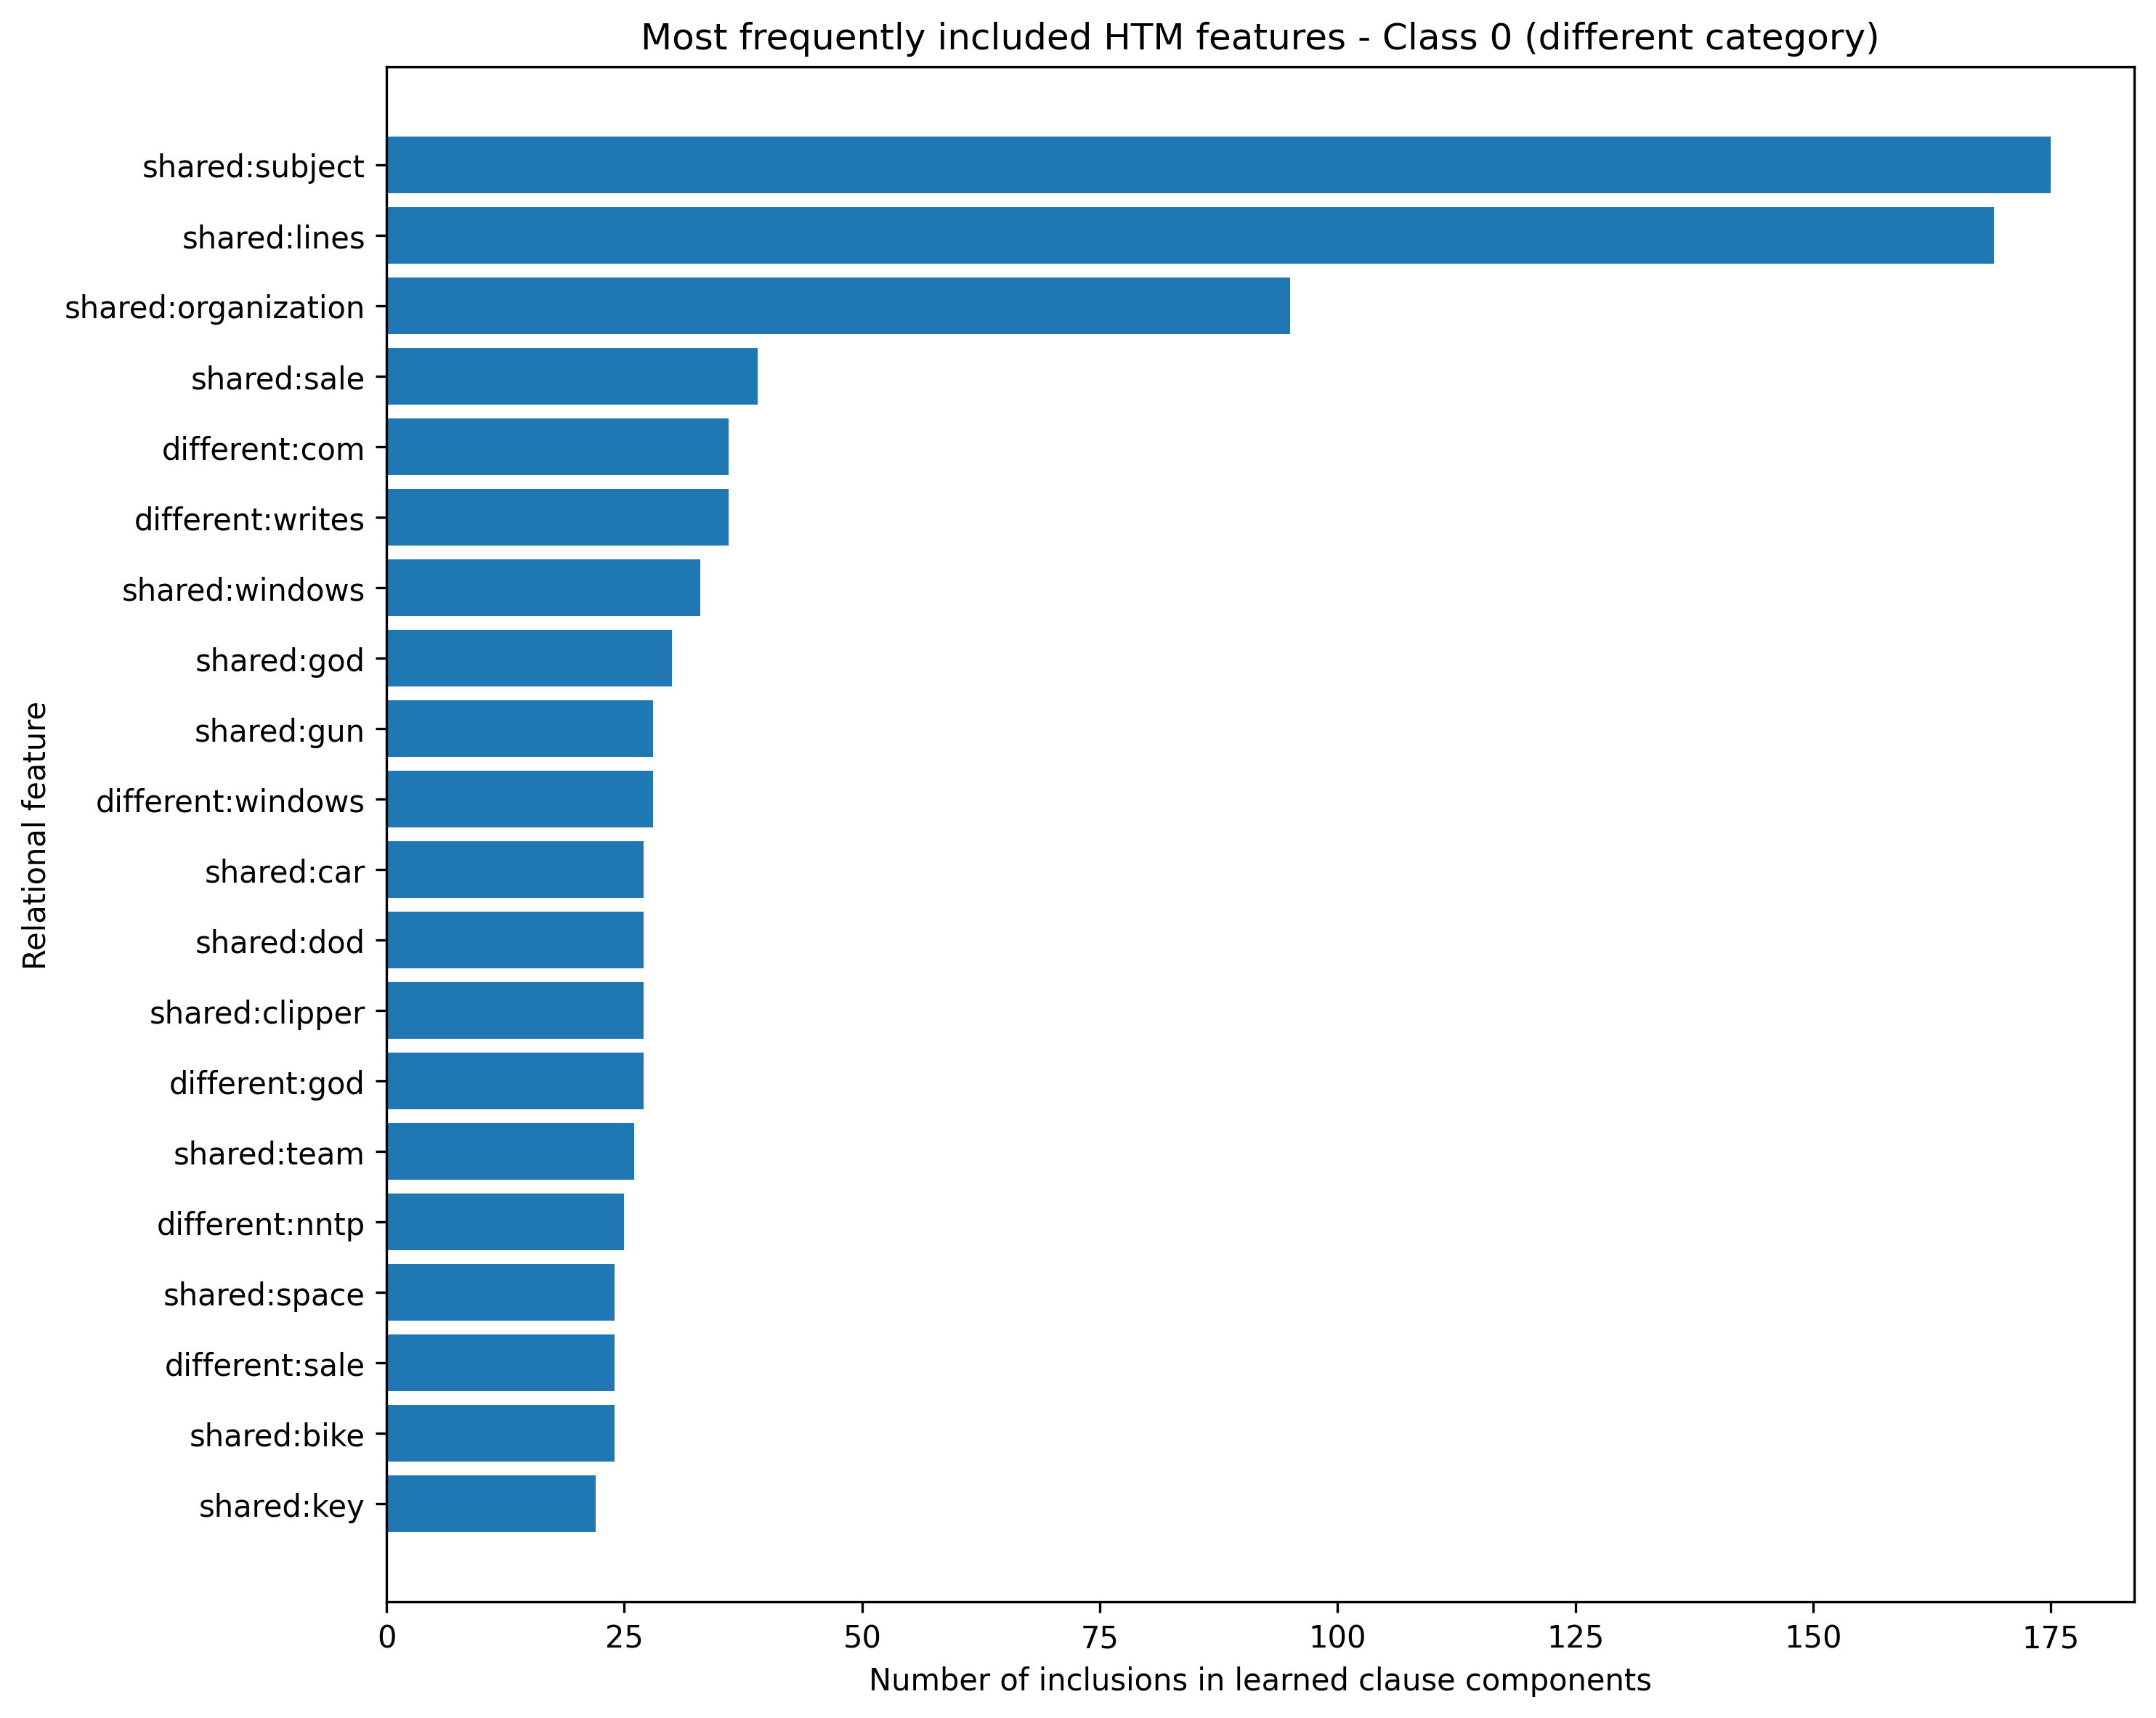 Most frequently included HTM features - Class 0 (different category)
Relational feature
shared:subject
shared:lines
shared:organization
shared:sale
different:com
different:writes
shared:windows
shared:god
shared:gun
different:windows
shared:car
shared:dod
shared:clipper
different:god
shared:team
different:nntp
shared:space
different:sale
shared:bike
shared:key
0 25 50 75 100 125 150 175
Number of inclusions in learned clause components